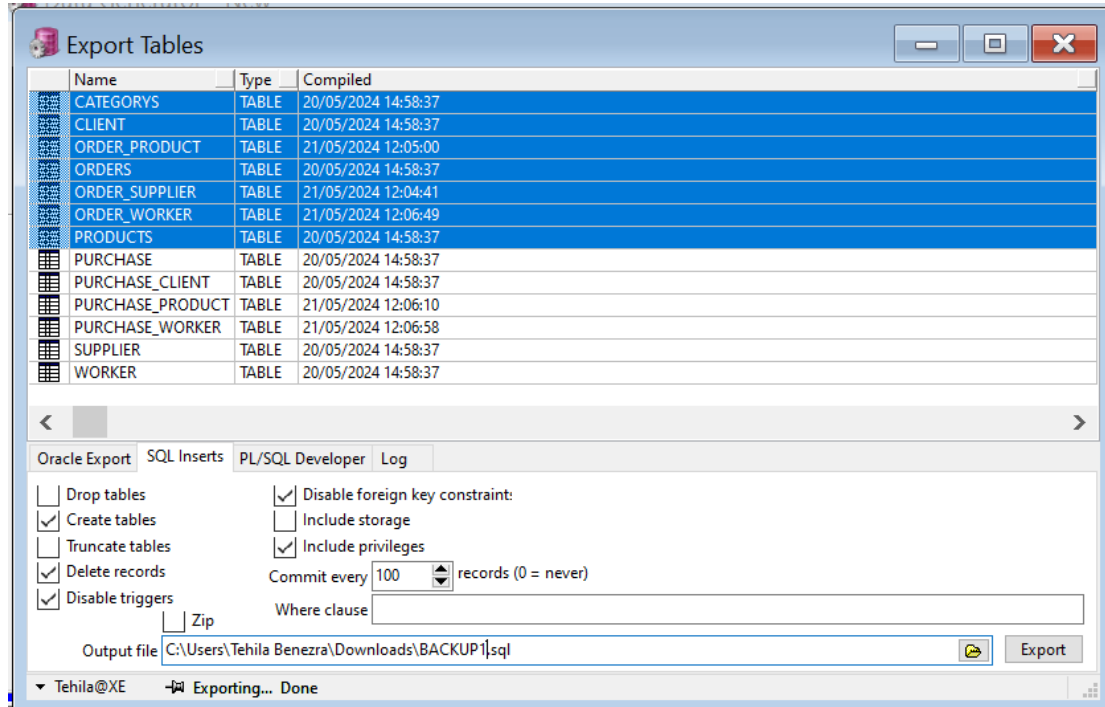 Export Tables
Name Type Compiled
CATEGORYS TABLE 20/05/2024 14:58:37
CLIENT TABLE 20/05/2024 14:58:37
ORDER_PRODUCT TABLE 21/05/2024 12:05:00
ORDERS TABLE 20/05/2024 14:58:37
ORDER_SUPPLIER TABLE 21/05/2024 12:04:41
ORDER_WORKER TABLE 21/05/2024 12:06:49
PRODUCTS TABLE 20/05/2024 14:58:37
PURCHASE TABLE 20/05/2024 14:58:37
PURCHASE_CLIENT TABLE 20/05/2024 14:58:37
PURCHASE_PRODUCT TABLE 21/05/2024 12:06:10
PURCHASE_WORKER TABLE 21/05/2024 12:06:58
SUPPLIER TABLE 20/05/2024 14:58:37
WORKER TABLE 20/05/2024 14:58:37
Oracle Export SQL Inserts PL/SQL Developer Log
Drop tables Disable foreign key constraints
Create tables Include storage
Truncate tables Include privileges
Delete records Commit every 100 records (0 = never)
Disable triggers Where clause
Zip
Output file C:\Users\Tehila Benezra\Downloads\BACKUP1.sql Export
Tehila@XE Exporting... Done